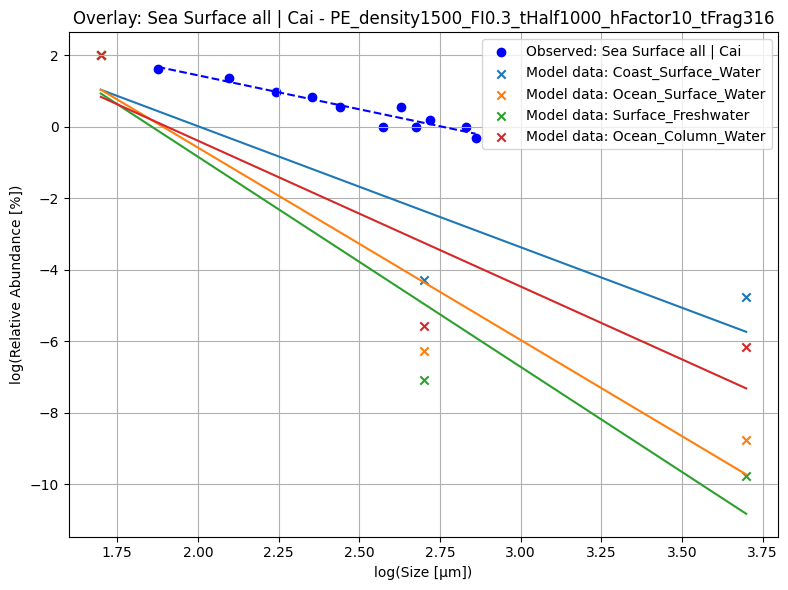 Overlay: Sea Surface all | Cai - PE_density1500_FI0.3_tHalf1000_hFactor10_tFrag316
Observed: Sea Surface all | Cai
Model data: Coast_Surface_Water
Model data: Ocean_Surface_Water
Model data: Surface_Freshwater
Model data: Ocean_Column_Water
log(Relative Abundance [%])
2
0
−2
−4
−6
−8
−10
1.75 2.00 2.25 2.50 2.75 3.00 3.25 3.50 3.75
log(Size [μm])